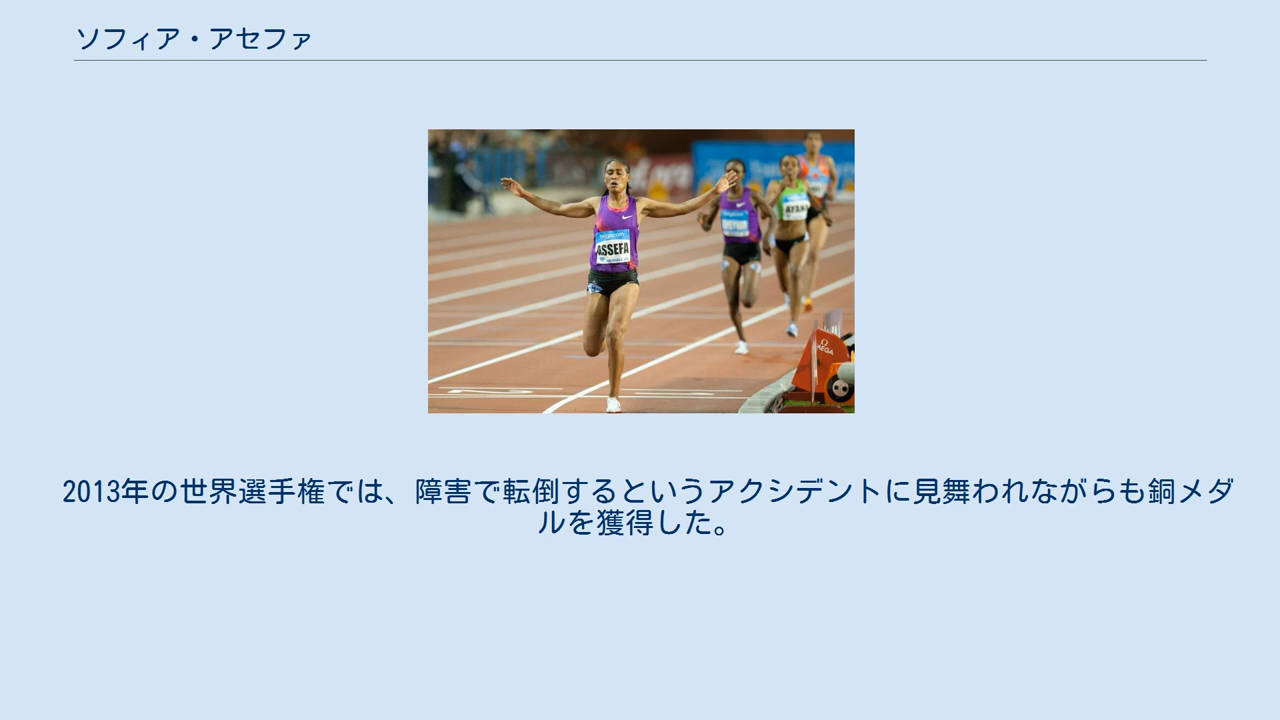 ソフィア・アセファ
ASSEFA
OMEGA
2013年の世界選手権では、障害で転倒するというアクシデントに見舞われながらも銅メダ
ルを獲得した。